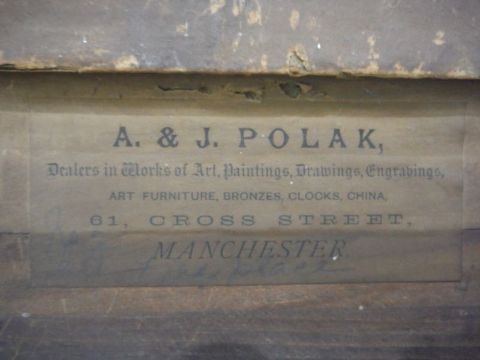 A. & J. POLAK,
Dealers in Works of Art, Paintings, Drawings, Engravings,
ART FURNITURE, BRONZES, CLOCKS, CHINA,
61, CROSS STREET,
MANCHESTER.